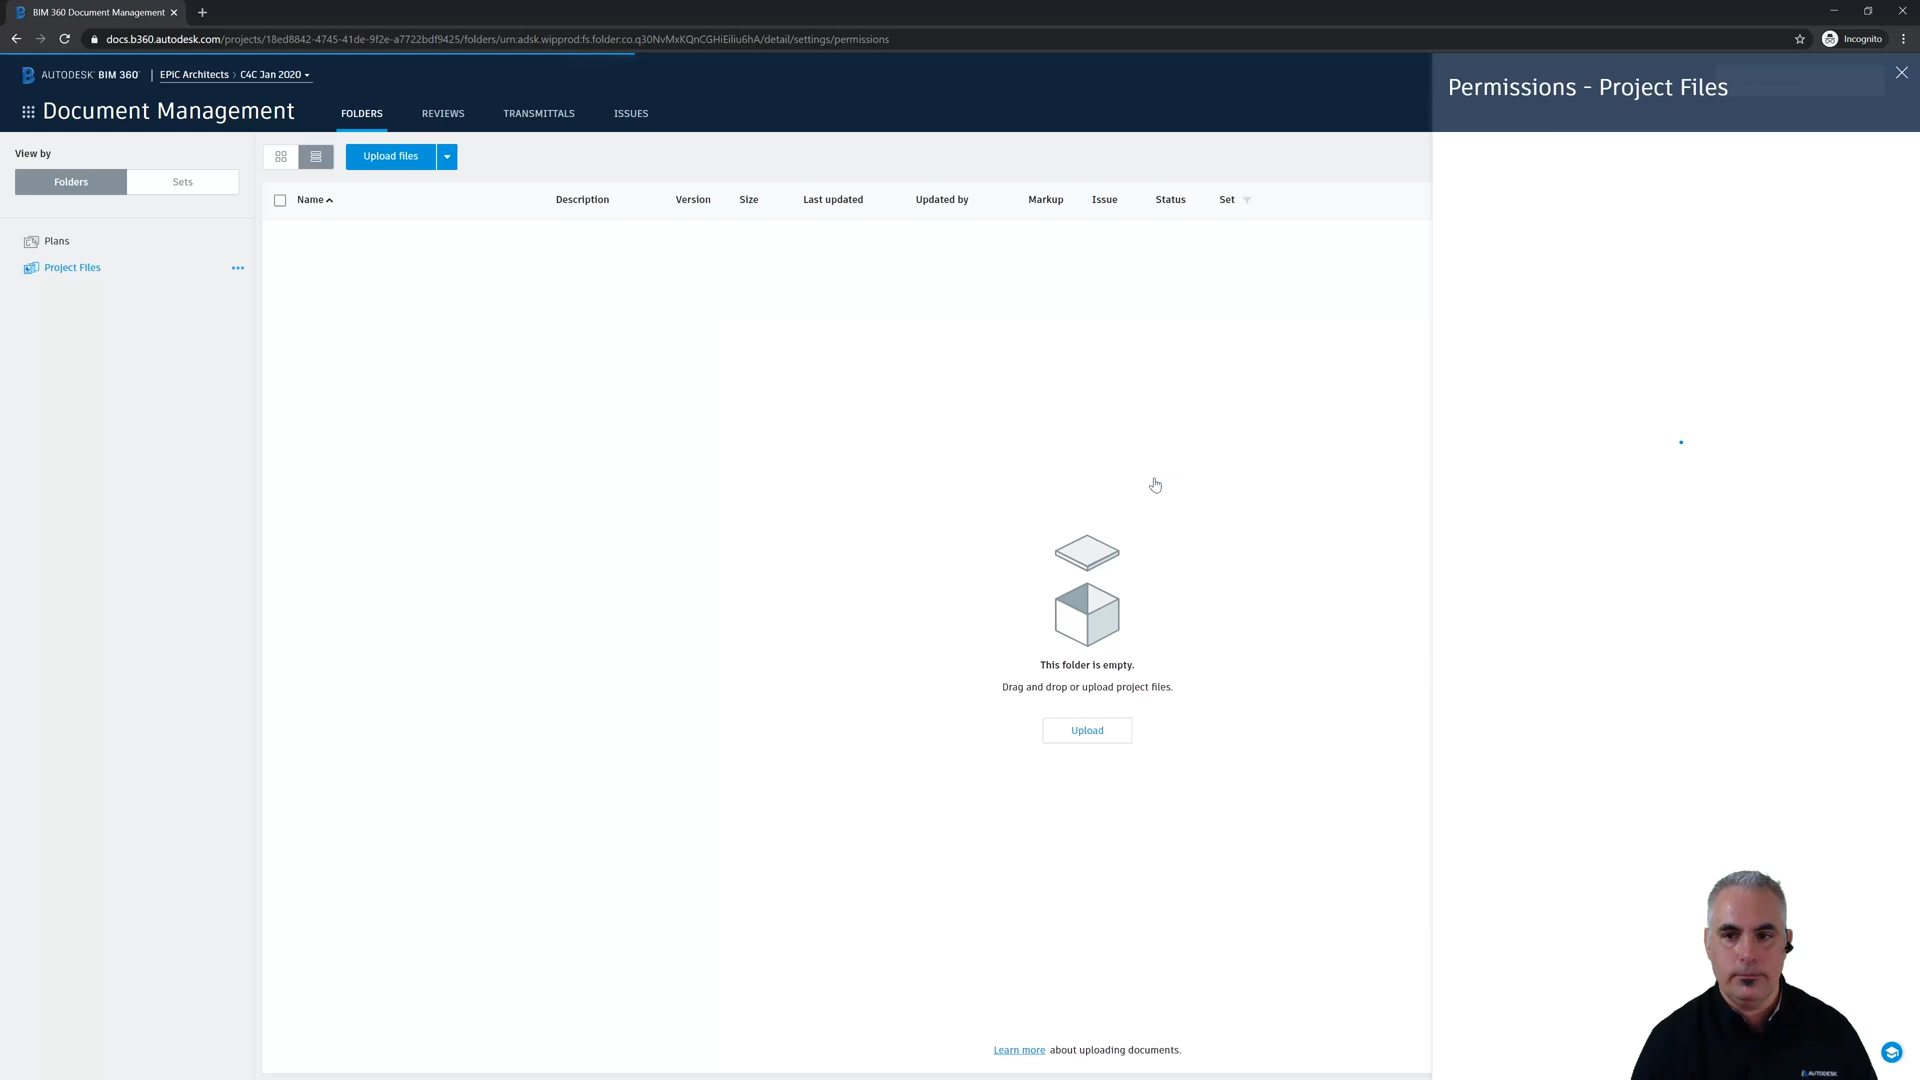 BIM 360 Document Management
docs.b360.autodesk.com/projects/18ed8842-4745-41de-9f2e-a7722bdf9425/folders/urn:adsk.wipprod:fs.folder:co.q30NvMxKQnCGHiEiliu6hA/detail/settings/permissions
Incognito
AUTODESK BIM 360 EPiC Architects > C4C Jan 2020
Document Management
FOLDERS REVIEWS TRANSMITTALS ISSUES
Permissions - Project Files
View by
Folders Sets
Upload files
Name Description Version Size Last updated Updated by Markup Issue Status Set
Plans
Project Files
This folder is empty.
Drag and drop or upload project files.
Upload
Learn more about uploading documents.
AUTODESK